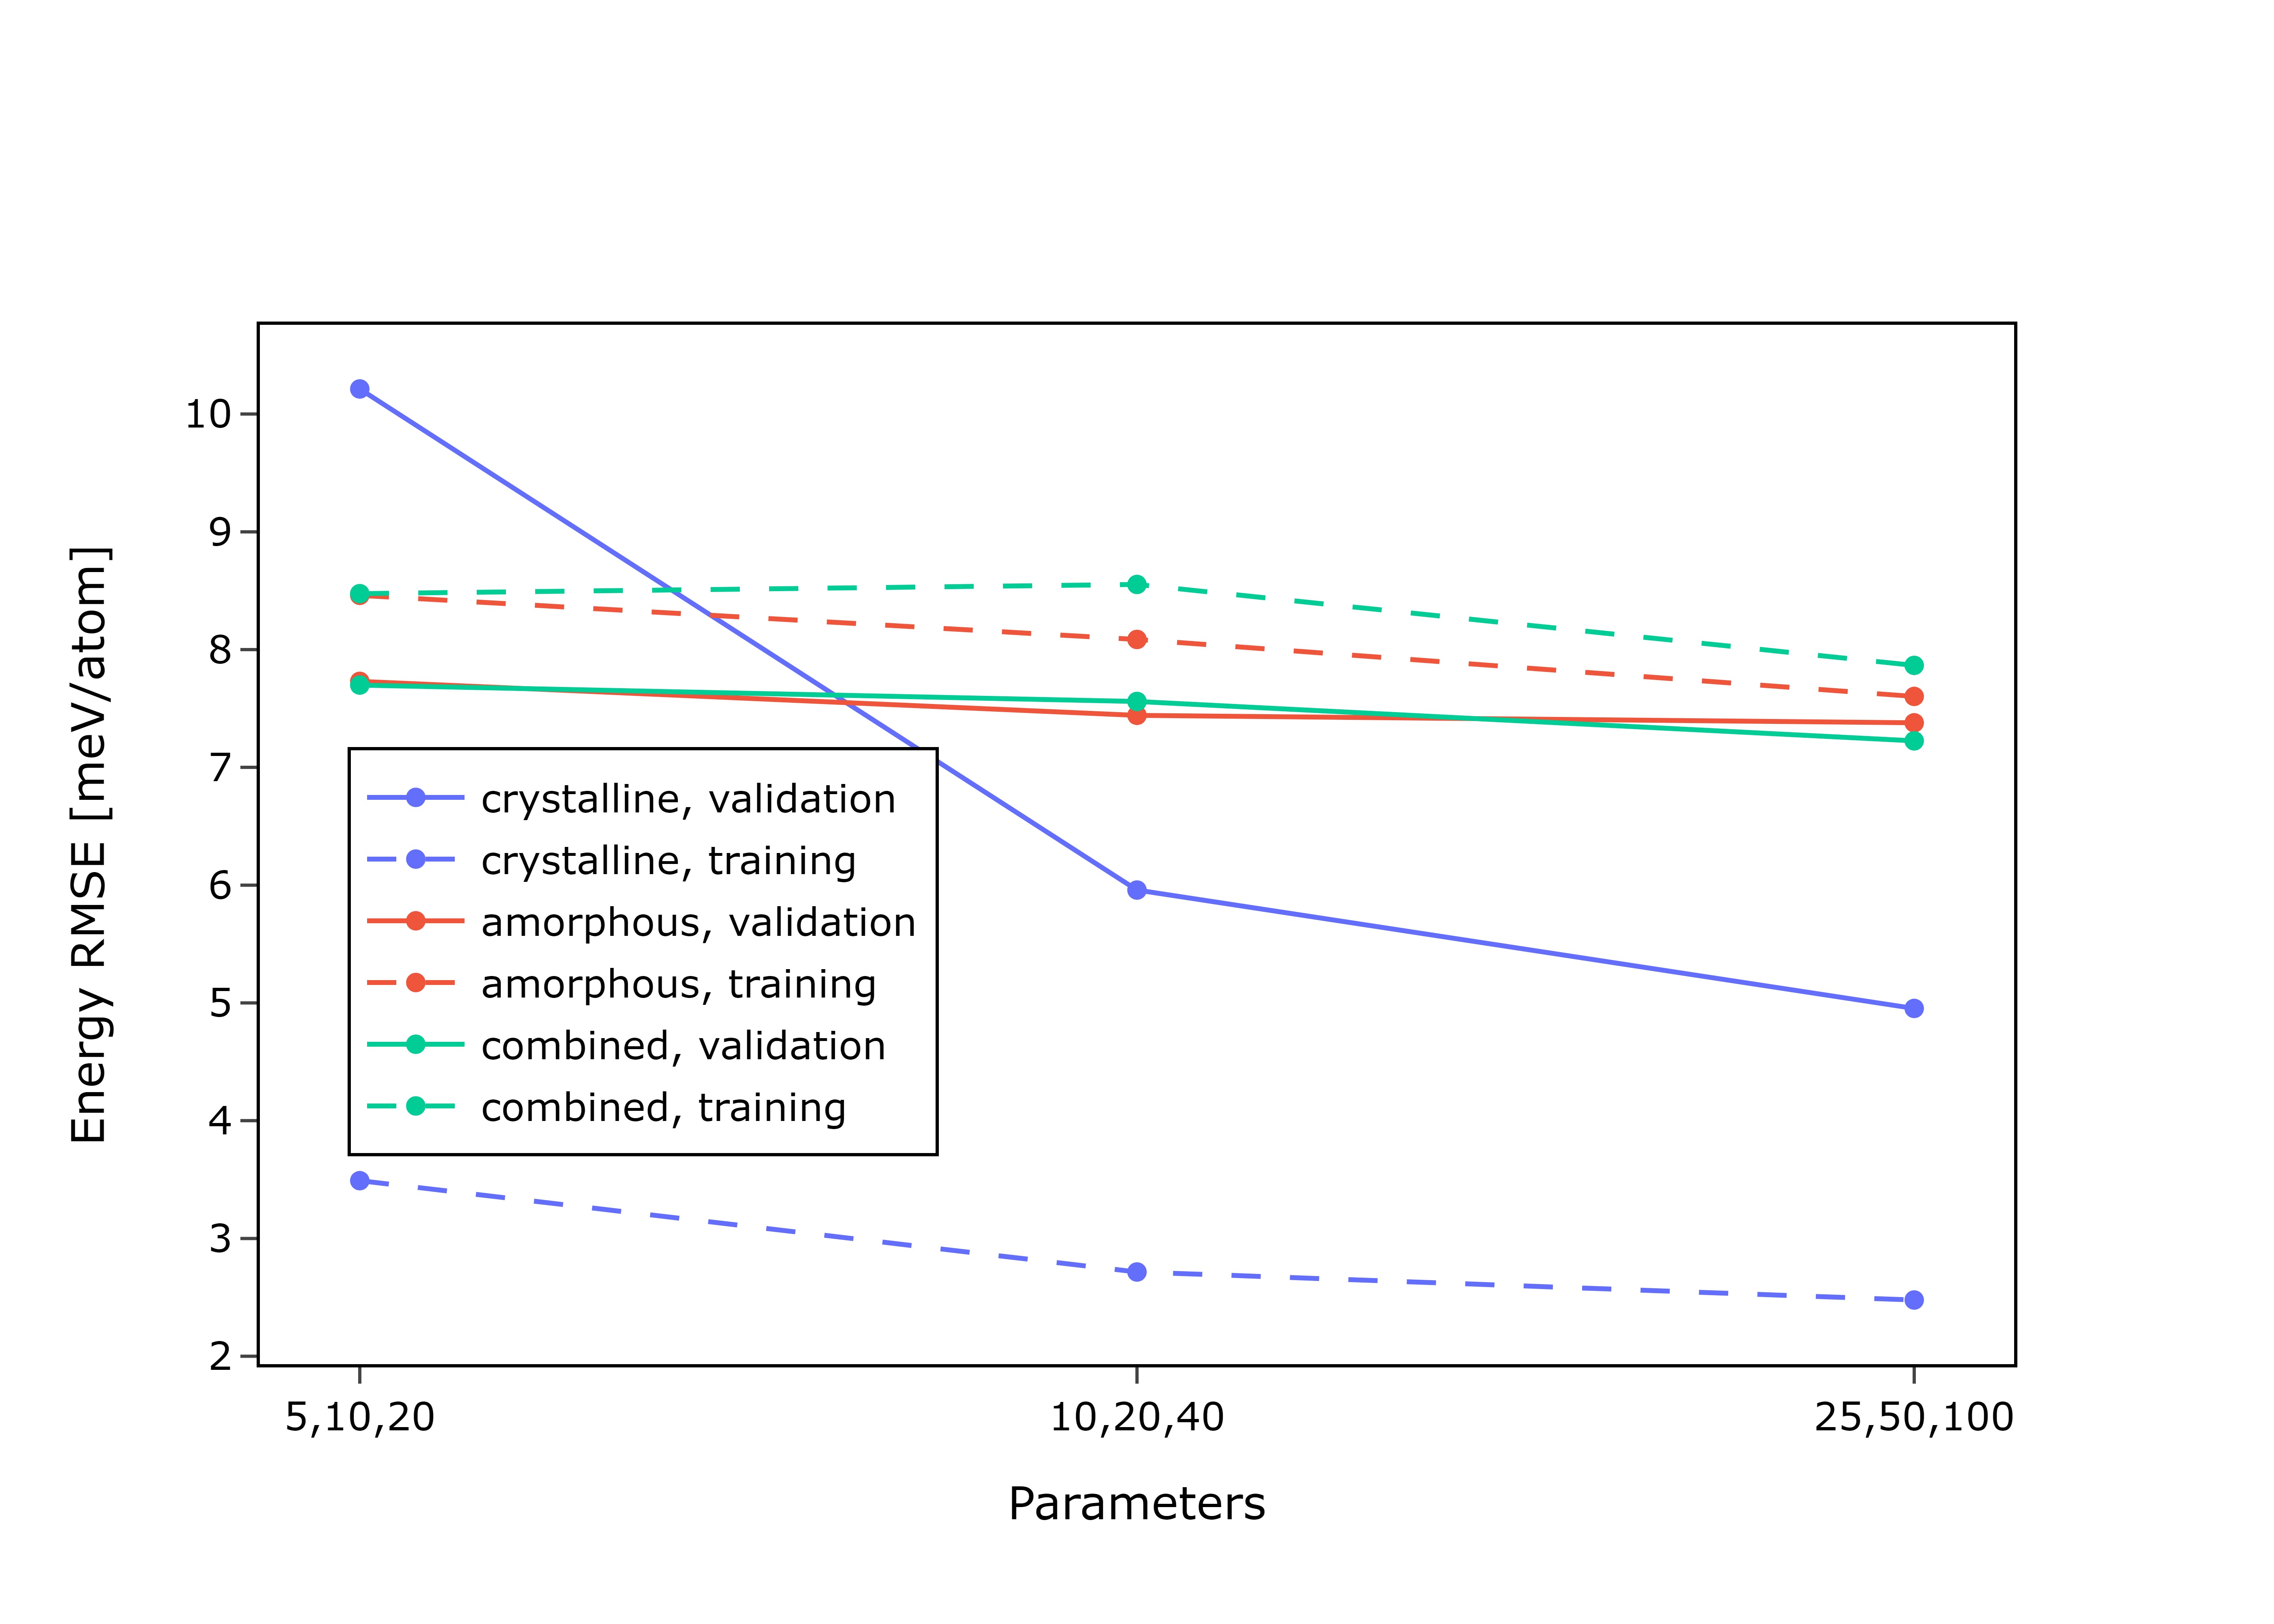 10
9
8
7
6
5
4
3
2
Energy RMSE [meV/atom]
crystalline, validation
crystalline, training
amorphous, validation
amorphous, training
combined, validation
combined, training
5,10,20
10,20,40
25,50,100
Parameters